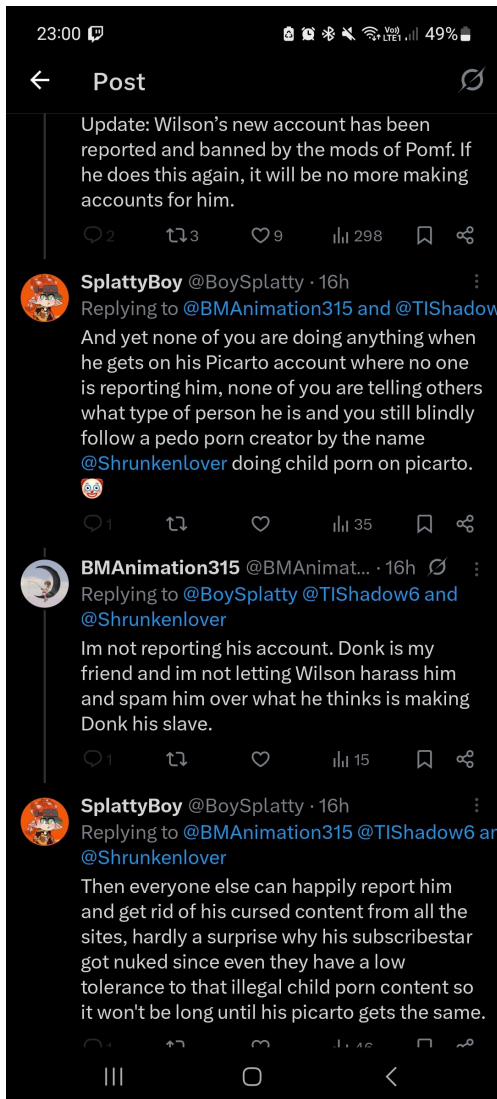 23:00
Vo)) LTE1 49%
Post
Update: Wilson's new account has been
reported and banned by the mods of Pomf. If
he does this again, it will be no more making
accounts for him.
2 3 9 298
SplattyBoy @BoySplatty · 16h
Replying to @BMAnimation315 and @TIShadow
And yet none of you are doing anything when
he gets on his Picarto account where no one
is reporting him, none of you are telling others
what type of person he is and you still blindly
follow a pedo porn creator by the name
@Shrunkenlover doing child porn on picarto.
🤡
1 35
BMAnimation315 @BMAnimat... · 16h
Replying to @BoySplatty @TIShadow6 and
@Shrunkenlover
Im not reporting his account. Donk is my
friend and im not letting Wilson harass him
and spam him over what he thinks is making
Donk his slave.
1 15
SplattyBoy @BoySplatty · 16h
Replying to @BMAnimation315 @TIShadow6 ar
@Shrunkenlover
Then everyone else can happily report him
and get rid of his cursed content from all the
sites, hardly a surprise why his subscribestar
got nuked since even they have a low
tolerance to that illegal child porn content so
it won't be long until his picarto gets the same.